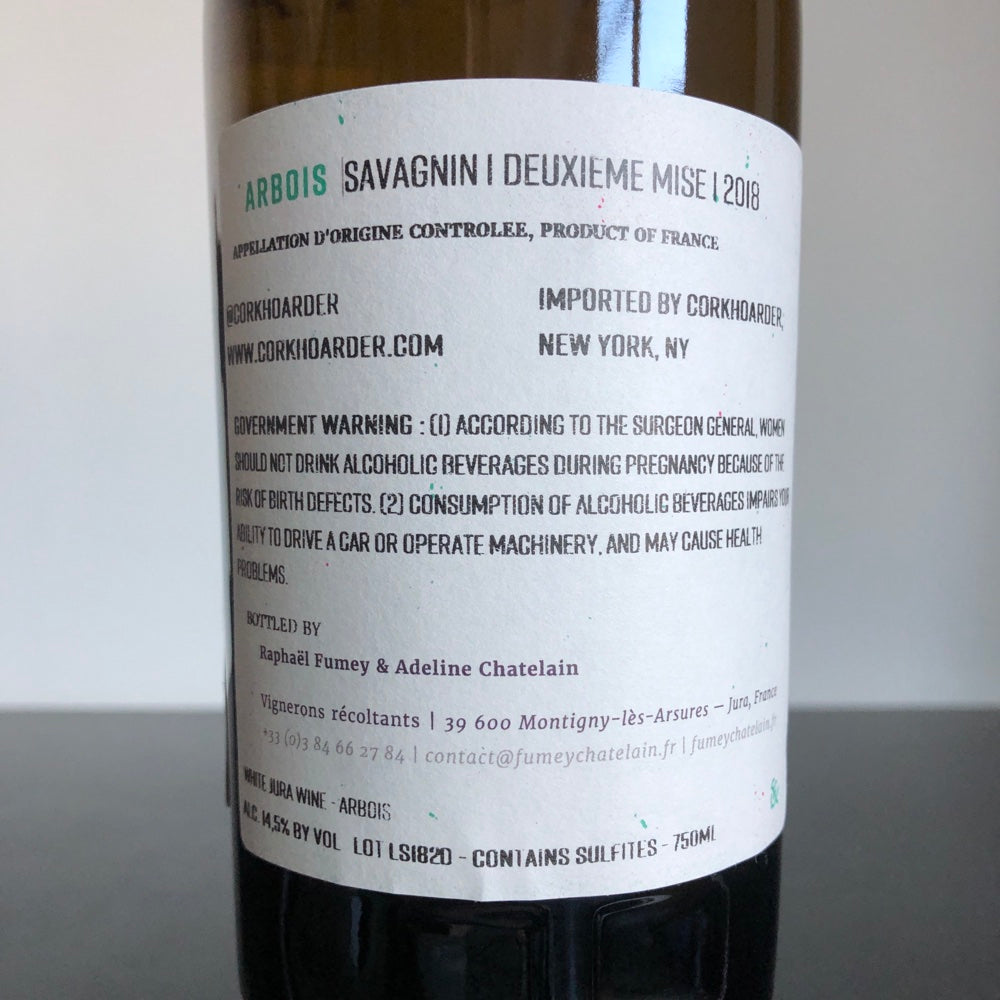 ARBOIS | SAVAGNIN | DEUXIEME MISE | 2018
APPELLATION D'ORIGINE CONTROLEE, PRODUCT OF FRANCE
@CORKHOARDER
WWW.CORKHOARDER.COM
IMPORTED BY CORKHOARDER,
NEW YORK, NY
GOVERNMENT WARNING : (1) ACCORDING TO THE SURGEON GENERAL, WOMEN
SHOULD NOT DRINK ALCOHOLIC BEVERAGES DURING PREGNANCY BECAUSE OF THE
RISK OF BIRTH DEFECTS. (2) CONSUMPTION OF ALCOHOLIC BEVERAGES IMPAIRS YOUR
ABILITY TO DRIVE A CAR OR OPERATE MACHINERY, AND MAY CAUSE HEALTH
PROBLEMS.
BOTTLED BY
Raphaël Fumey & Adeline Chatelain
Vignerons récoltants | 39 600 Montigny-lès-Arsures – Jura, France
+33 (0)3 84 66 27 84 | contact@fumeychatelain.fr | fumeychatelain.fr
&
WHITE JURA WINE - ARBOIS
ALC. 14,5% BY VOL LOT LS182D - CONTAINS SULFITES - 750ML